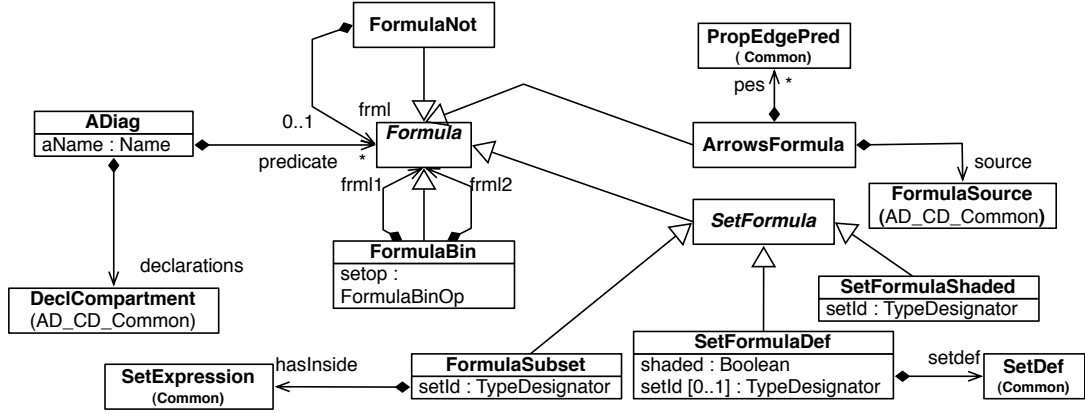 FormulaNot
PropEdgePred
( Common)
pes *
frml
ADiag
aName : Name
0..1
Formula
ArrowsFormula
predicate *
source
frml1 frml2
FormulaSource
(AD_CD_Common)
SetFormula
FormulaBin
setop :
FormulaBinOp
declarations
DeclCompartment
(AD_CD_Common)
SetFormulaShaded
setId : TypeDesignator
SetFormulaDef
shaded : Boolean
setId [0..1] : TypeDesignator
hasInside
FormulaSubset
setId : TypeDesignator
setdef
SetExpression
(Common)
SetDef
(Common)